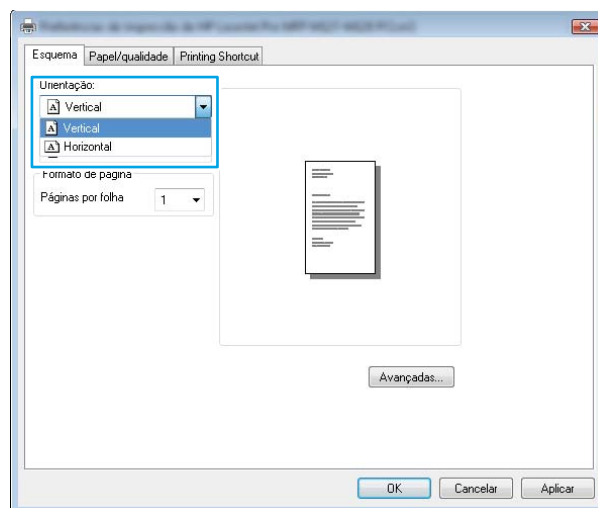 Esquema Papel/qualidade Printing Shortcut
Orientação:
Vertical
Vertical
Horizontal
Formato de página
Páginas por folha 1
Avançadas...
OK Cancelar Aplicar